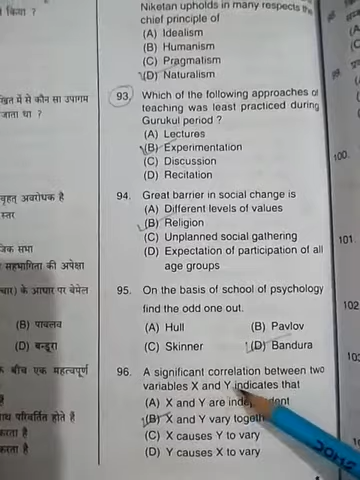 किया ?
खित में से कौन सा उपागम
जाता था ?
वृहत् अवरोधक है
स्तर
जिक सभा
सहभागिता की अपेक्षा
चार) के आधार पर बेमेल
(B) पावलव
(D) बन्डूरा
के बीच एक महत्वपूर्ण
है
ाथ परिवर्तित होते है
करता है
करता है
Niketan upholds in many respects the
chief principle of
(A) Idealism
(B) Humanism
(C) Pragmatism
(D) Naturalism
93. Which of the following approaches of
teaching was least practiced during
Gurukul period ?
(A) Lectures
(B) Experimentation
(C) Discussion
(D) Recitation
94. Great barrier in social change is
(A) Different levels of values
(B) Religion
(C) Unplanned social gathering
(D) Expectation of participation of all
age groups
95. On the basis of school of psychology
find the odd one out.
(A) Hull (B) Pavlov
(C) Skinner (D) Bandura
96. A significant correlation between two
variables X and Y indicates that
(A) X and Y are
(B) X and Y vary
(C) X causes Y to vary
(D) Y causes X to vary
98.
100.
101.
102
103